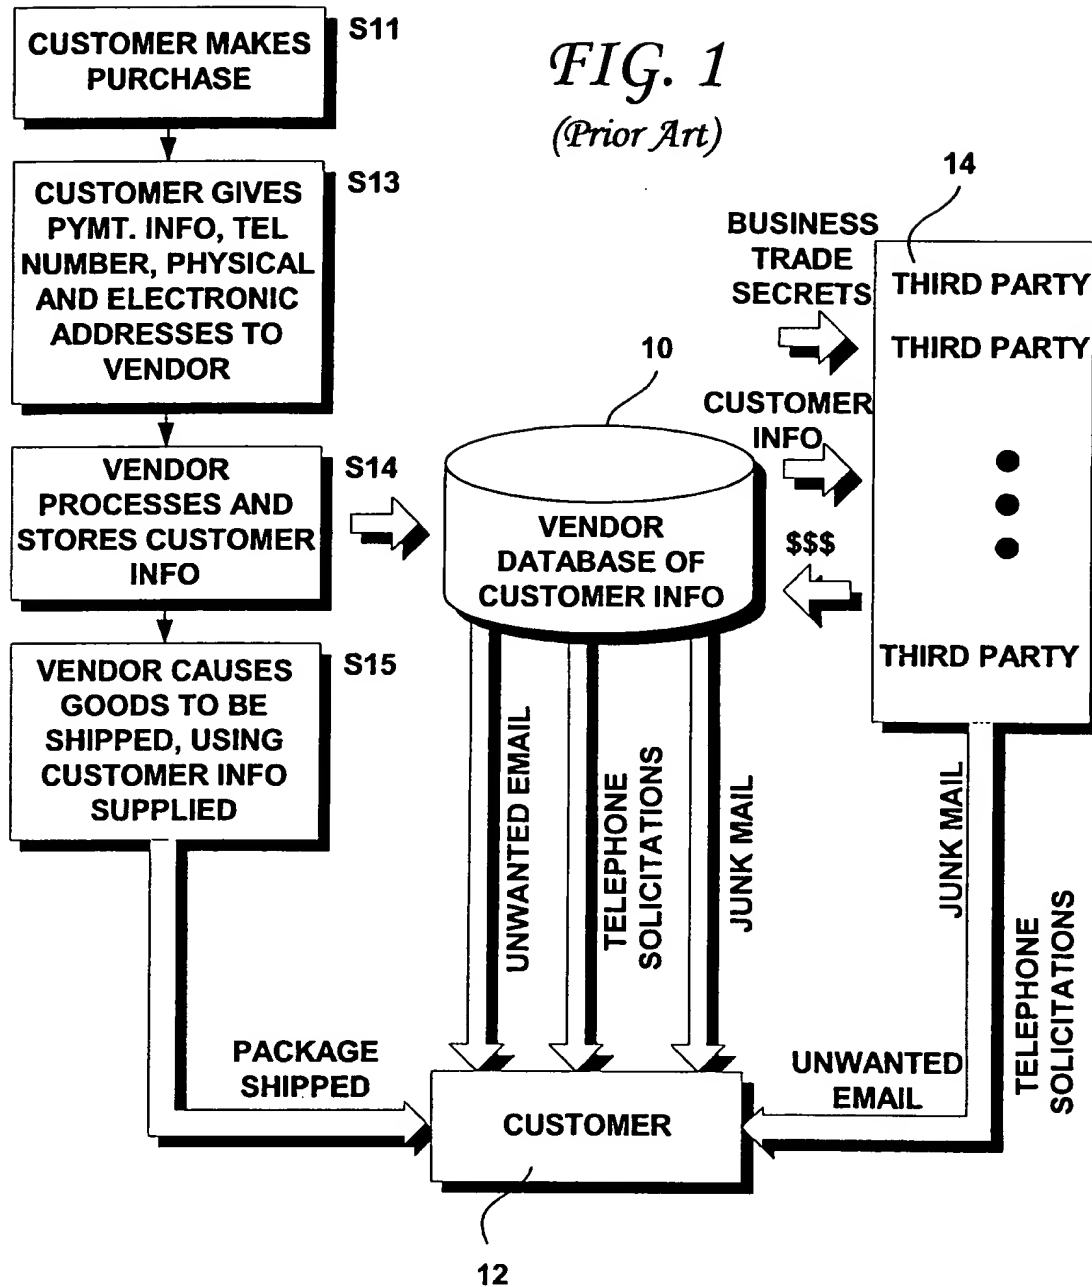 FIG. 1
(Prior Art)
CUSTOMER MAKES
PURCHASE
S11
CUSTOMER GIVES
PYMT. INFO, TEL
NUMBER, PHYSICAL
AND ELECTRONIC
ADDRESSES TO
VENDOR
S13
VENDOR
PROCESSES AND
STORES CUSTOMER
INFO
S14
VENDOR CAUSES
GOODS TO BE
SHIPPED, USING
CUSTOMER INFO
SUPPLIED
S15
10
VENDOR
DATABASE OF
CUSTOMER INFO
BUSINESS
TRADE
SECRETS
CUSTOMER
INFO
$$$
14
THIRD PARTY
THIRD PARTY
THIRD PARTY
UNWANTED EMAIL
TELEPHONE
SOLICITATIONS
JUNK MAIL
JUNK MAIL
TELEPHONE
SOLICITATIONS
PACKAGE
SHIPPED
UNWANTED
EMAIL
CUSTOMER
12